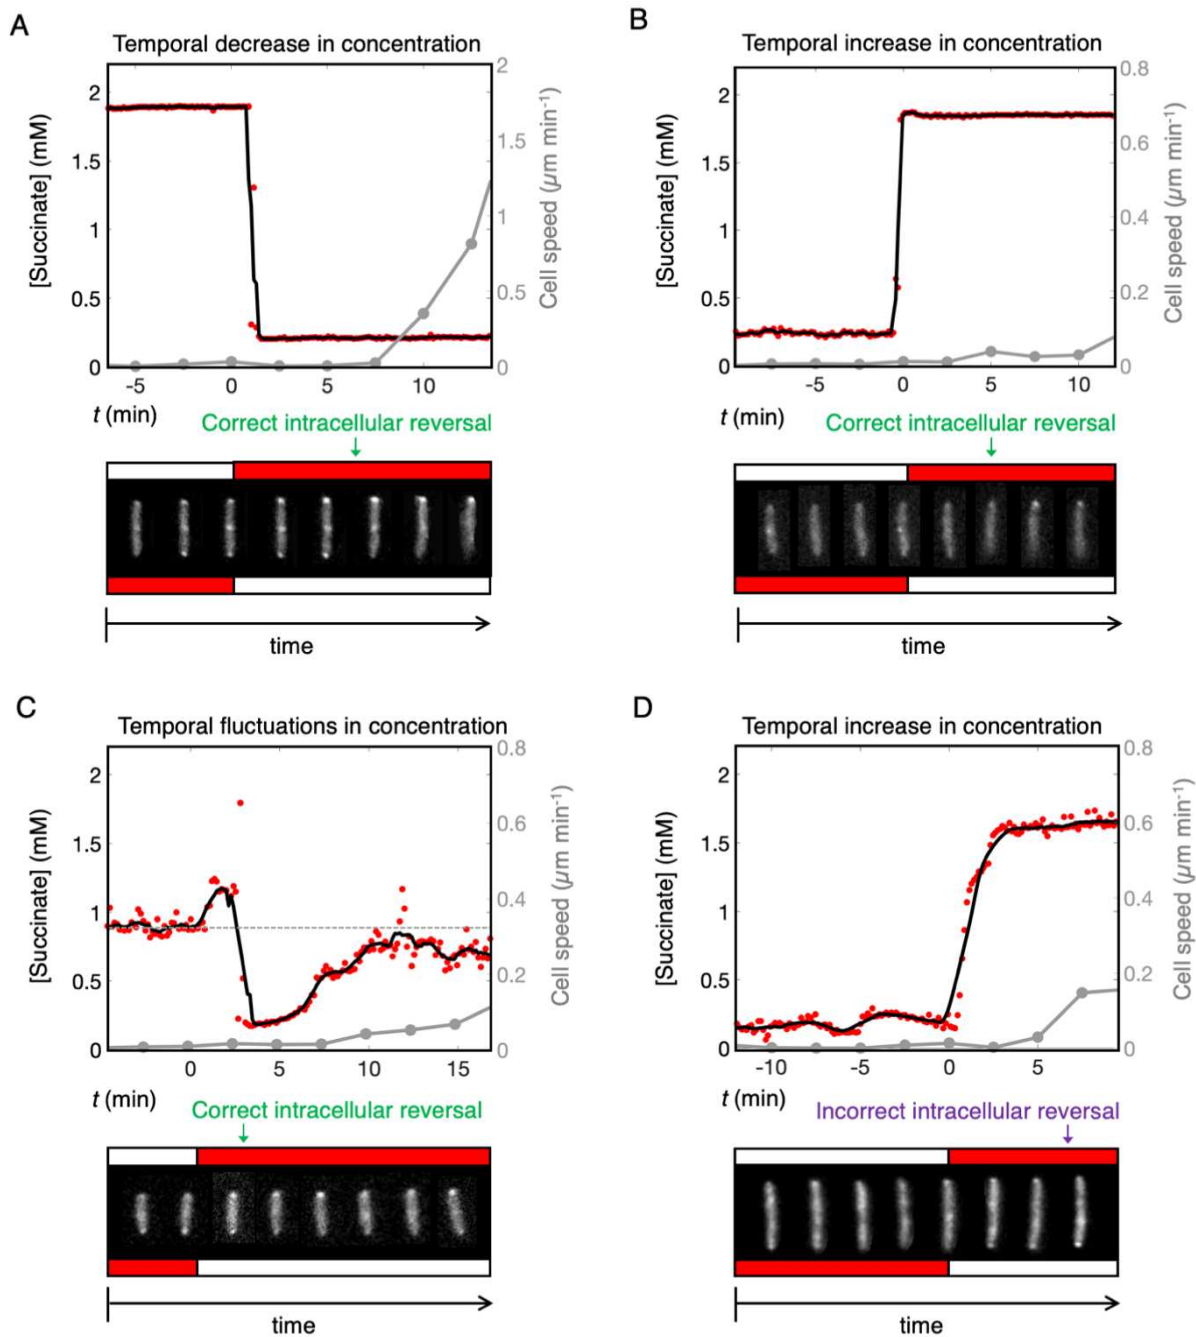 A
Temporal decrease in concentration
[Succinate] (mM)
2
1.5
1
0.5
0
2
1.5
1
0.5
0
Cell speed (µm min⁻¹)
-5 0 5 10
t (min)
Correct intracellular reversal
time
B
Temporal increase in concentration
[Succinate] (mM)
2
1.5
1
0.5
0
0.8
0.6
0.4
0.2
0
Cell speed (µm min⁻¹)
-5 0 5 10
t (min)
Correct intracellular reversal
time
C
Temporal fluctuations in concentration
[Succinate] (mM)
2
1.5
1
0.5
0
0.8
0.6
0.4
0.2
0
Cell speed (µm min⁻¹)
0 5 10 15
t (min)
Correct intracellular reversal
time
D
Temporal increase in concentration
[Succinate] (mM)
2
1.5
1
0.5
0
0.8
0.6
0.4
0.2
0
Cell speed (µm min⁻¹)
-10 -5 0 5
t (min)
Incorrect intracellular reversal
time